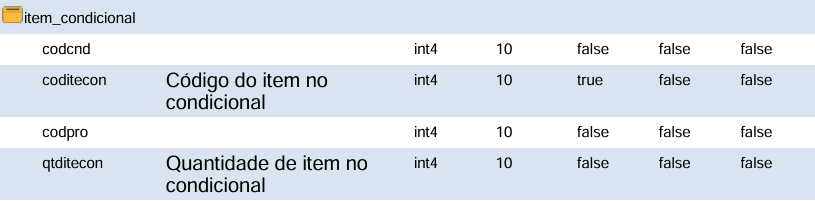 item_condicional
codcnd int4 10 false false false
coditecon Código do item no int4 10 true false false
condicional
codpro int4 10 false false false
qtditecon Quantidade de item no int4 10 false false false
condicional